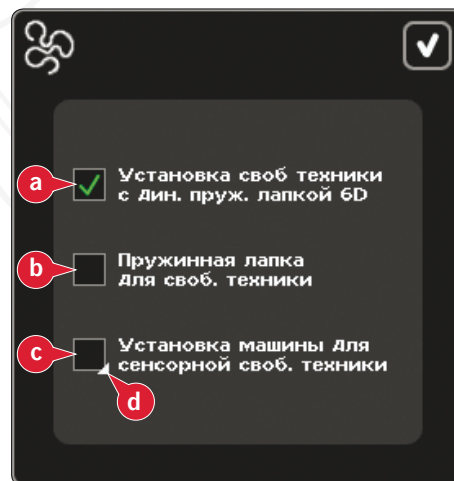 a
Установка своб техники
с дин. пруж. лапкой 6D
b
Пружинная лапка
для своб. техники
c
Установка машины для
сенсорной своб. техники
d